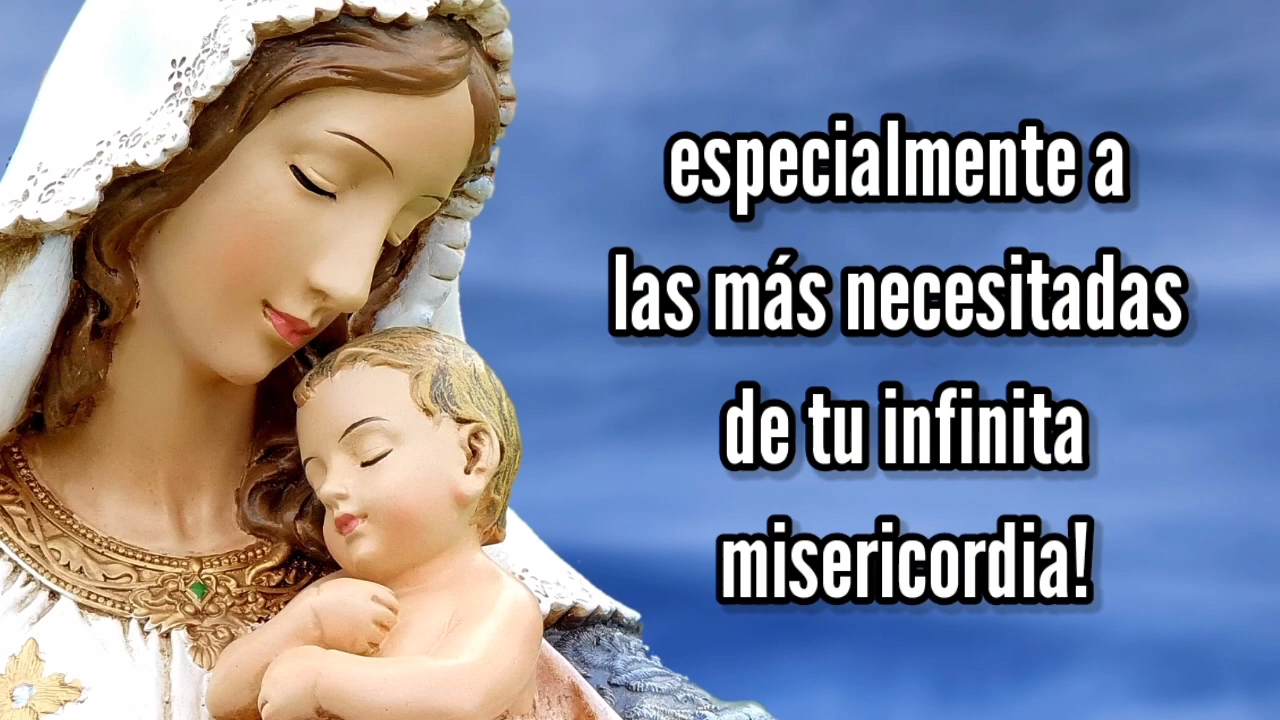 especialmente a
las más necesitadas
de tu infinita
misericordia!